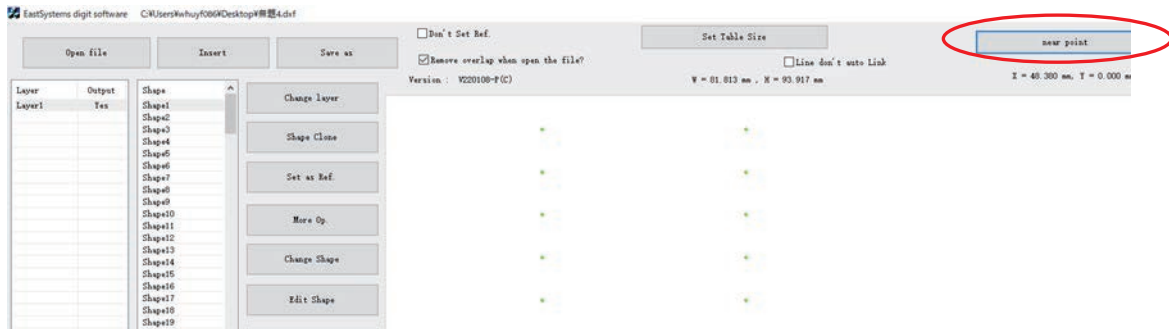 EastSystems digit software C:¥Users¥whuyf086¥Desktop¥無題4.dxf
Open file
Insert
Save as
Don't Set Ref.
Remove overlap when open the file?
Version : V220108-P(C)
Set Table Size
Line don't auto Link
W = 81.813 mm , H = 93.917 mm
near point
X = 48.380 mm, Y = 0.000 mm
Layer Output
Layer1 Yes
Shape
Shape1
Shape2
Shape3
Shape4
Shape5
Shape6
Shape7
Shape8
Shape9
Shape10
Shape11
Shape12
Shape13
Shape14
Shape15
Shape16
Shape17
Shape18
Shape19
Change layer
Shape Clone
Set as Ref.
More Op.
Change Shape
Edit Shape